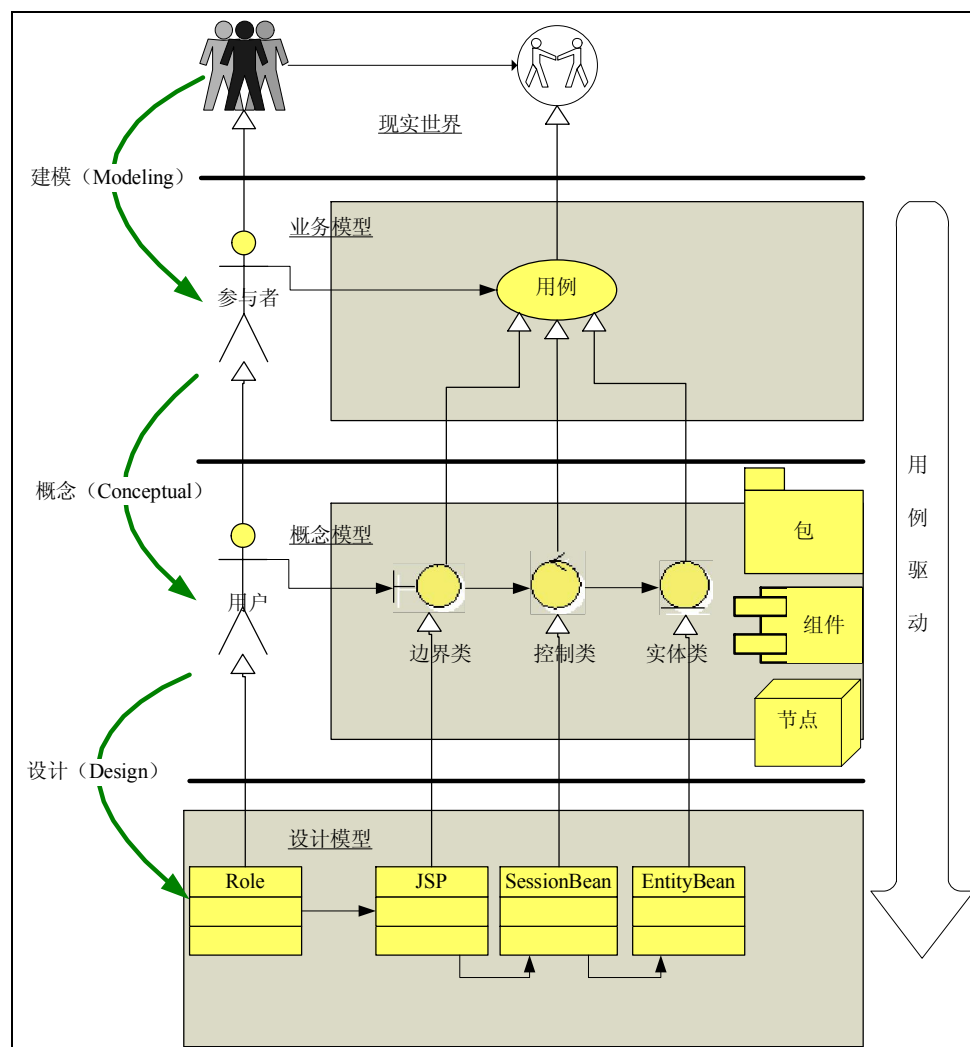 现实世界
建模（Modeling）
业务模型
参与者
用例
概念（Conceptual）
概念模型
用户
边界类
控制类
实体类
包
组件
节点
用
例
驱
动
设计（Design）
设计模型
Role
JSP
SessionBean
EntityBean